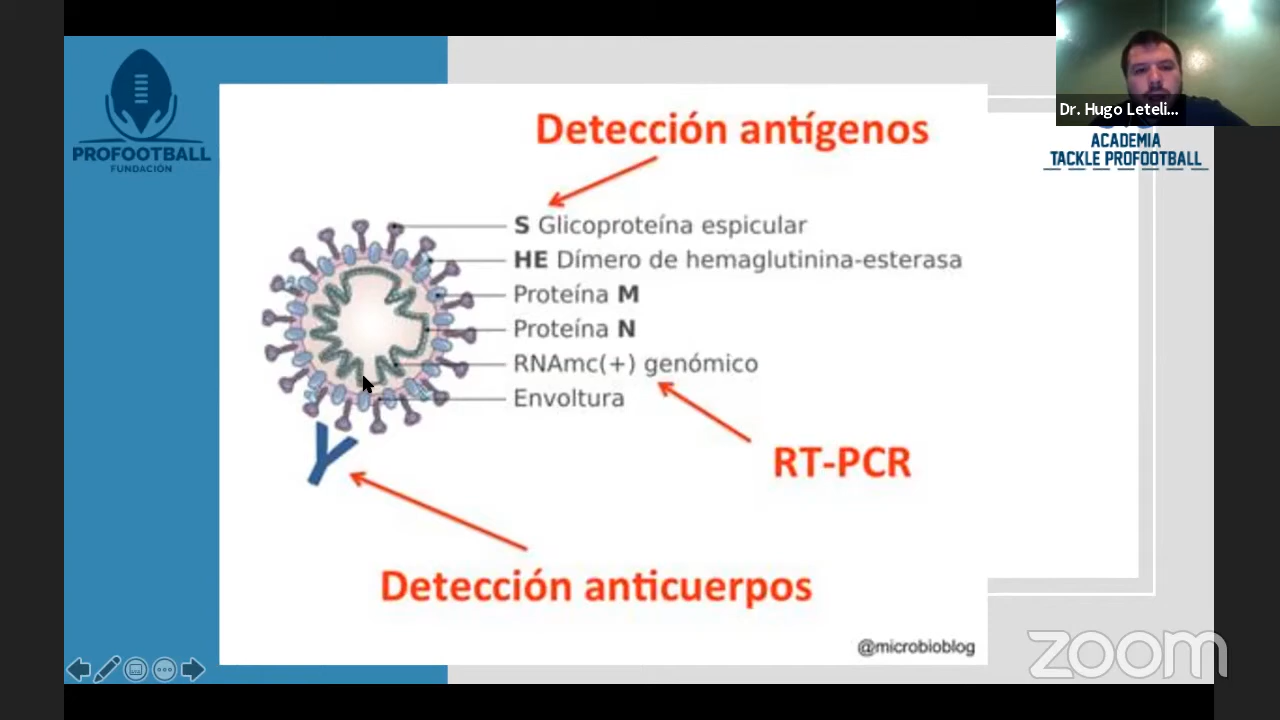 PROFOOTBALL
FUNDACIÓN
Detección antígenos
S Glicoproteína espicular
HE Dímero de hemaglutinina-esterasa
Proteína M
Proteína N
RNAmc(+) genómico
Envoltura
RT-PCR
Detección anticuerpos
@microbioblog
Dr. Hugo Leteli...
ACADEMIA
TACKLE PROFOOTBALL
zoom